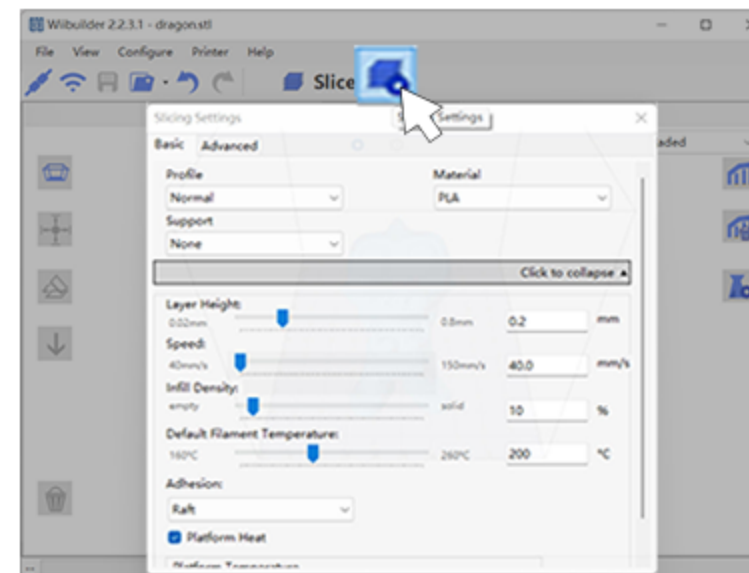 Wiibuilder 2.2.3.1 - dragon.stl
File View Configure Printer Help
Slice
Slicing Settings
Settings
Basic Advanced
aded
Profile Material
Normal PLA
Support
None
Click to collapse ▲
Layer Height:
0.02mm 0.8mm 0.2 mm
Speed:
40mm/s 150mm/s 40.0 mm/s
Infill Density:
empty solid 10 %
Default Filament Temperature:
160°C 260°C 200 °C
Adhesion:
Raft
Platform Heat
Platform Temperature